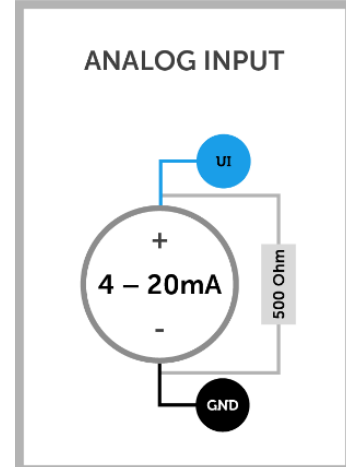 ANALOG INPUT
UI
+
4 – 20mA
500 Ohm
-
GND